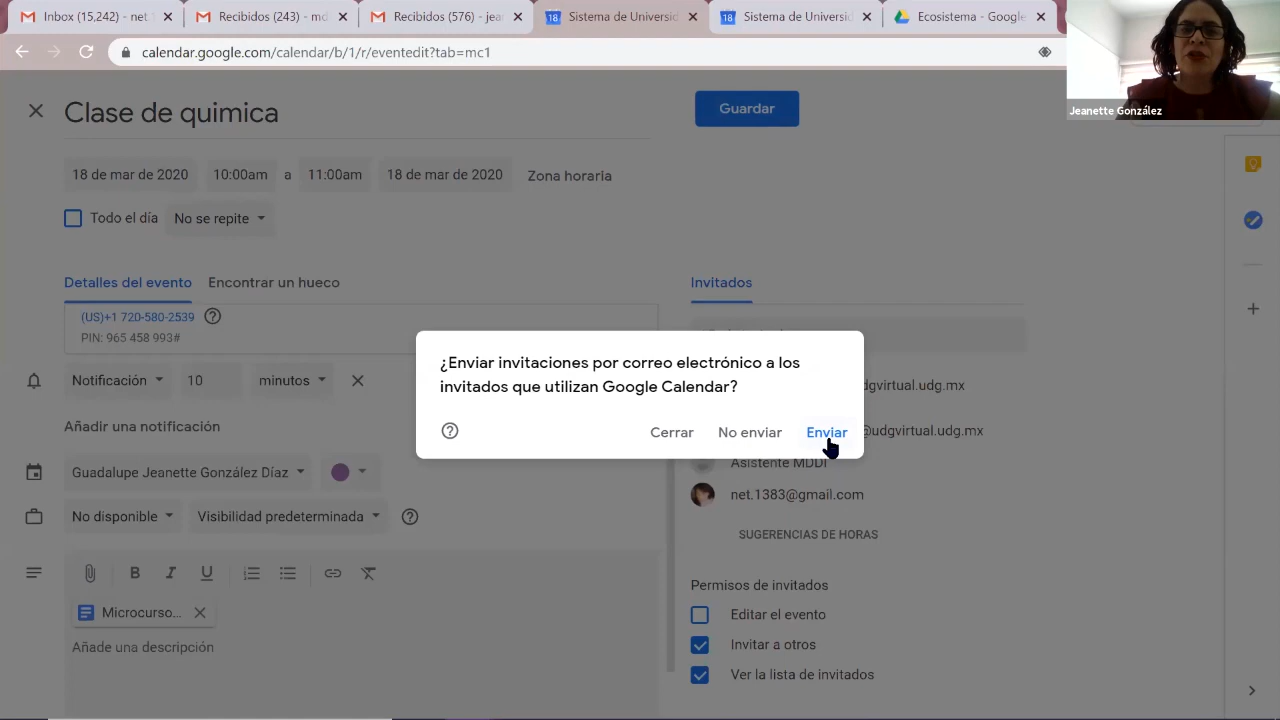 Inbox (15,242) - net
Recibidos (243) - md
Recibidos (576) - jea
Sistema de Universid
Sistema de Universid
Ecosistema - Google
calendar.google.com/calendar/b/1/r/eventedit?tab=mc1
Jeanette González
Clase de quimica
Guardar
18 de mar de 2020 10:00am a 11:00am 18 de mar de 2020 Zona horaria
Todo el día No se repite
Detalles del evento Encontrar un hueco
Invitados
(US)+1 720-580-2539
PIN: 965 458 993#
¿Enviar invitaciones por correo electrónico a los
invitados que utilizan Google Calendar?
Cerrar No enviar Enviar
Notificación 10 minutos
Añadir una notificación
Guadalupe Jeanette González Díaz
No disponible Visibilidad predeterminada
Microcurso...
Añade una descripción
dgvirtual.udg.mx
@udgvirtual.udg.mx
Asistente MDDI
net.1383@gmail.com
SUGERENCIAS DE HORAS
Permisos de invitados
Editar el evento
Invitar a otros
Ver la lista de invitados